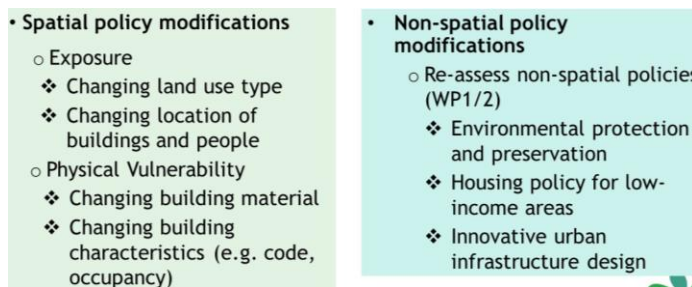 • Spatial policy modifications
o Exposure
❖ Changing land use type
❖ Changing location of
buildings and people
o Physical Vulnerability
❖ Changing building material
❖ Changing building
characteristics (e.g. code,
occupancy)
• Non-spatial policy
modifications
o Re-assess non-spatial policies
(WP1/2)
❖ Environmental protection
and preservation
❖ Housing policy for low-
income areas
❖ Innovative urban
infrastructure design